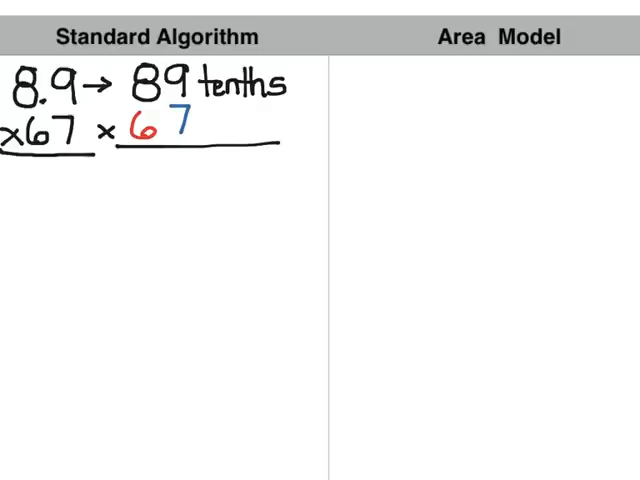 Standard Algorithm
Area Model
8.9 → 89 tenths
x67 x 67